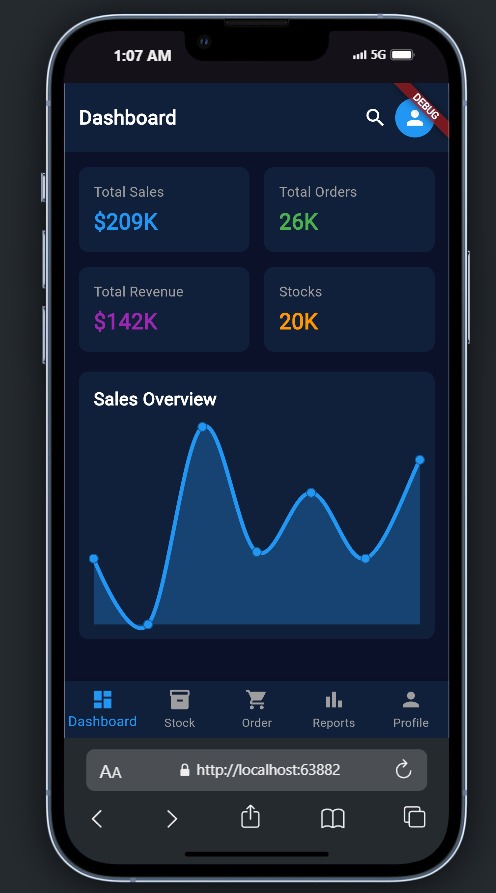 1:07 AM 5G
Dashboard
DEBUG
Total Sales
$209K
Total Orders
26K
Total Revenue
$142K
Stocks
20K
Sales Overview
Dashboard Stock Order Reports Profile
AA http://localhost:63882